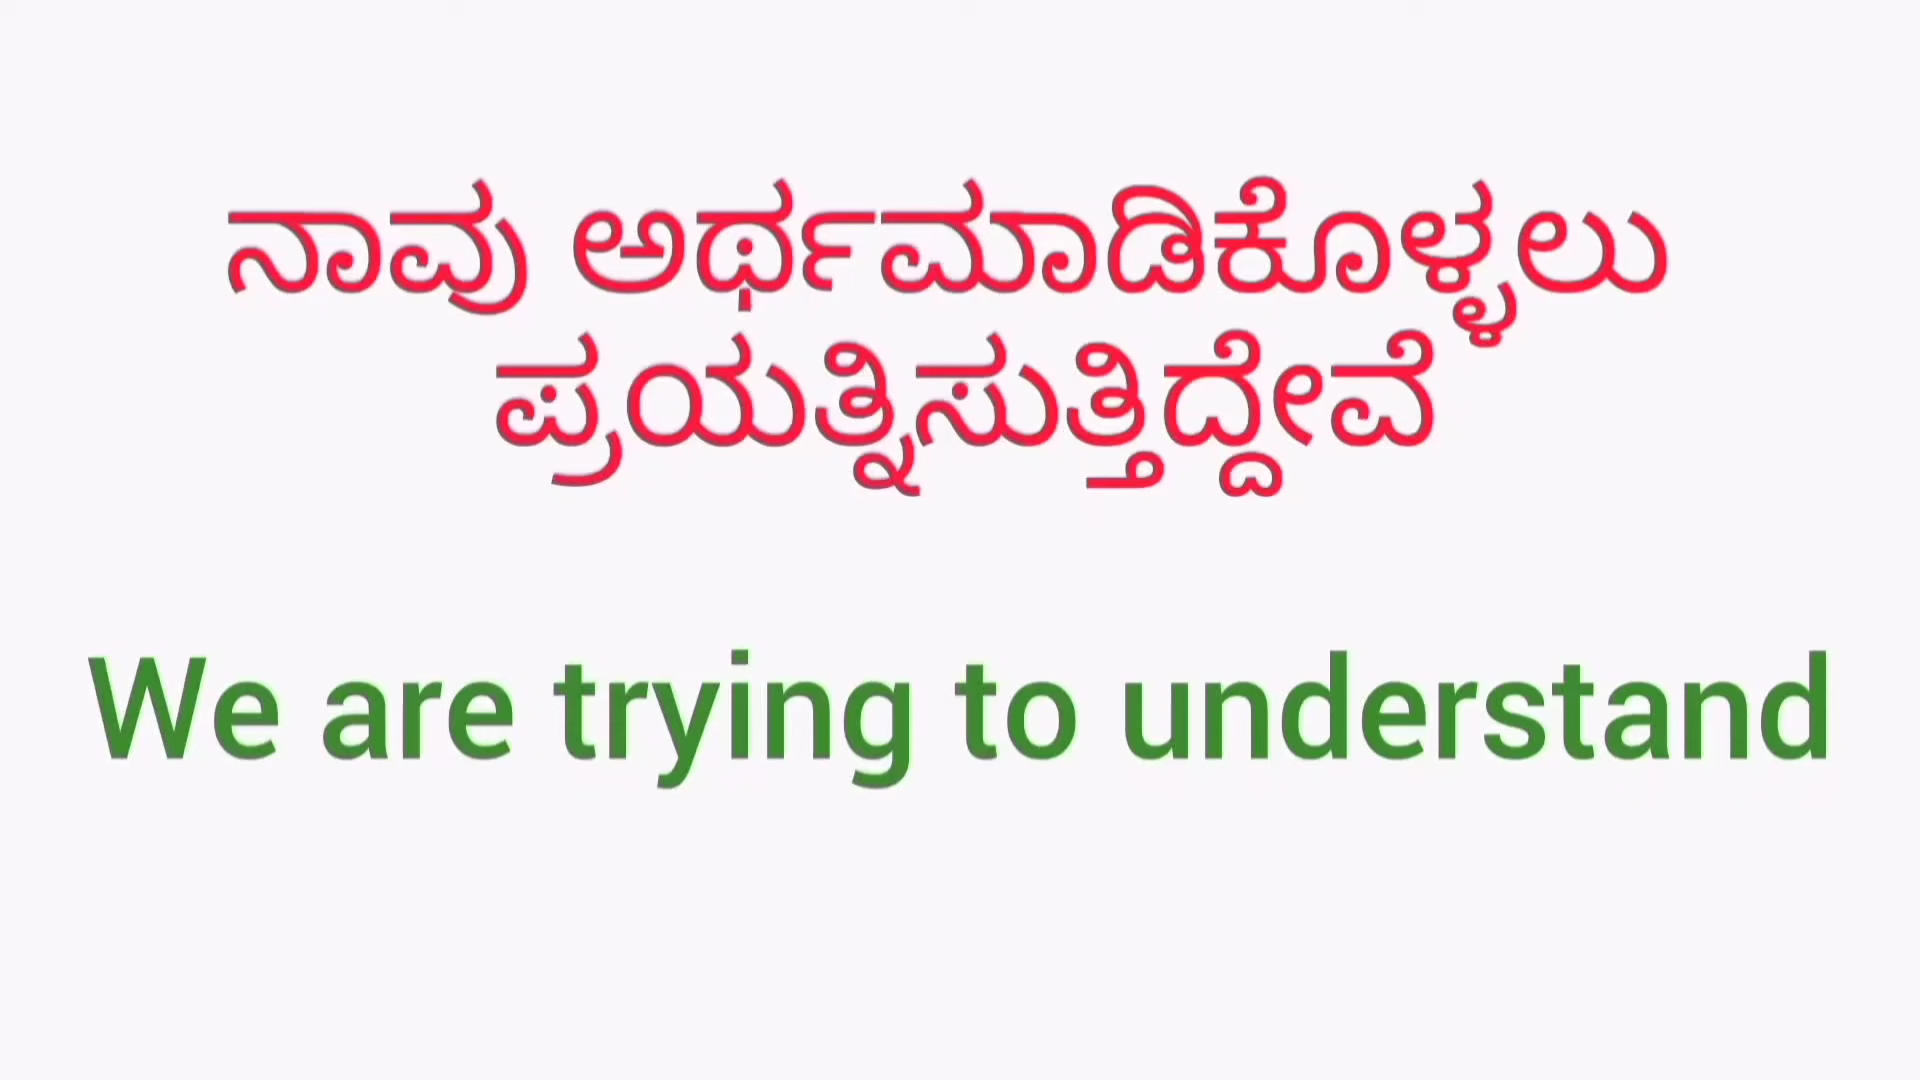 ನಾವು ಅರ್ಥಮಾಡಿಕೊಳ್ಳಲು
ಪ್ರಯತ್ನಿಸುತ್ತಿದ್ದೇವೆ
We are trying to understand